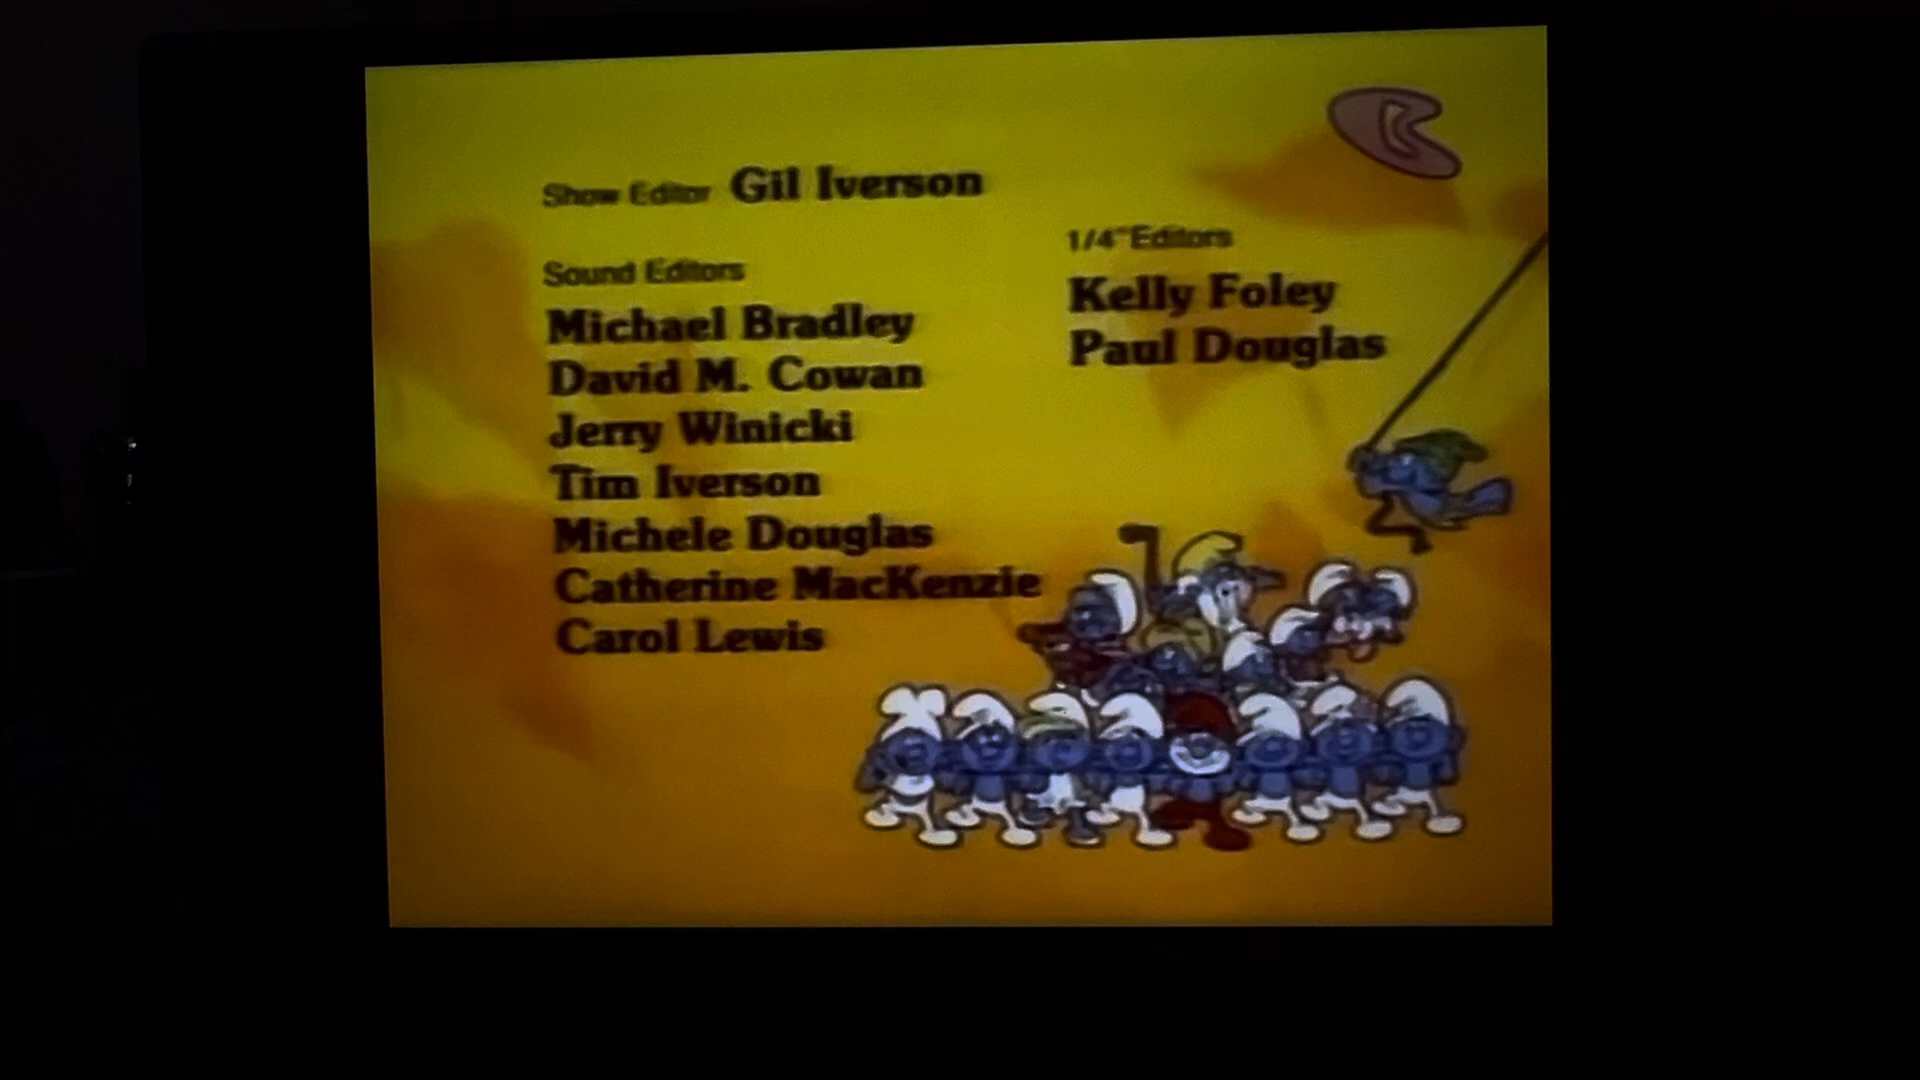 Show Editor Gil Iverson
Sound Editors
Michael Bradley
David M. Cowan
Jerry Winicki
Tim Iverson
Michele Douglas
Catherine MacKenzie
Carol Lewis
1/4" Editors
Kelly Foley
Paul Douglas